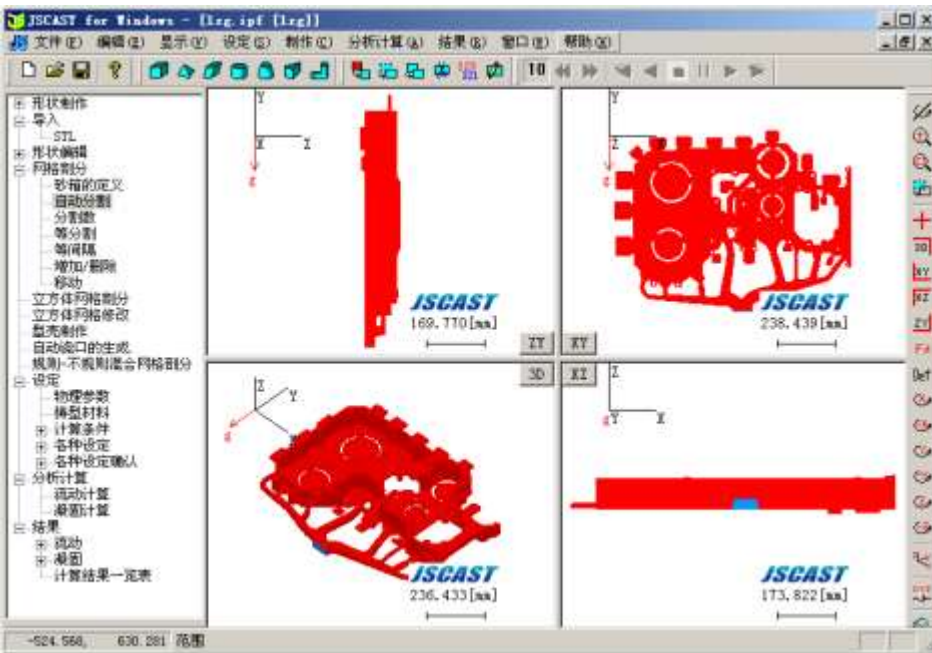 JSCAST for Windows - [lrg.ipf [lrg]]
文件(F) 编辑(E) 显示(V) 设定(S) 制作(C) 分析计算(A) 结果(R) 窗口(W) 帮助(H)
10
形状制作
导入
STL
形状编辑
网格剖分
砂箱的定义
自动分割
分割数
等分割
等间隔
增加/删除
移动
立方体网格剖分
立方体网格修改
型壳制作
自动浇口的生成
规则-不规则混合网格剖分
设定
物理参数
铸型材料
计算条件
各种设定
各种设定确认
分析计算
流动计算
凝固计算
结果
流动
凝固
计算结果一览表
Y
X Z
g
JSCAST
169.770[mm]
ZY
Y
Z
g
JSCAST
238.439[mm]
XY
3D
Z
Y
g
JSCAST
236.433[mm]
XZ
Z
Y X
g
JSCAST
173.822[mm]
3D
XY
XZ
ZY
Fit
Def
-524.568, 630.281 范围